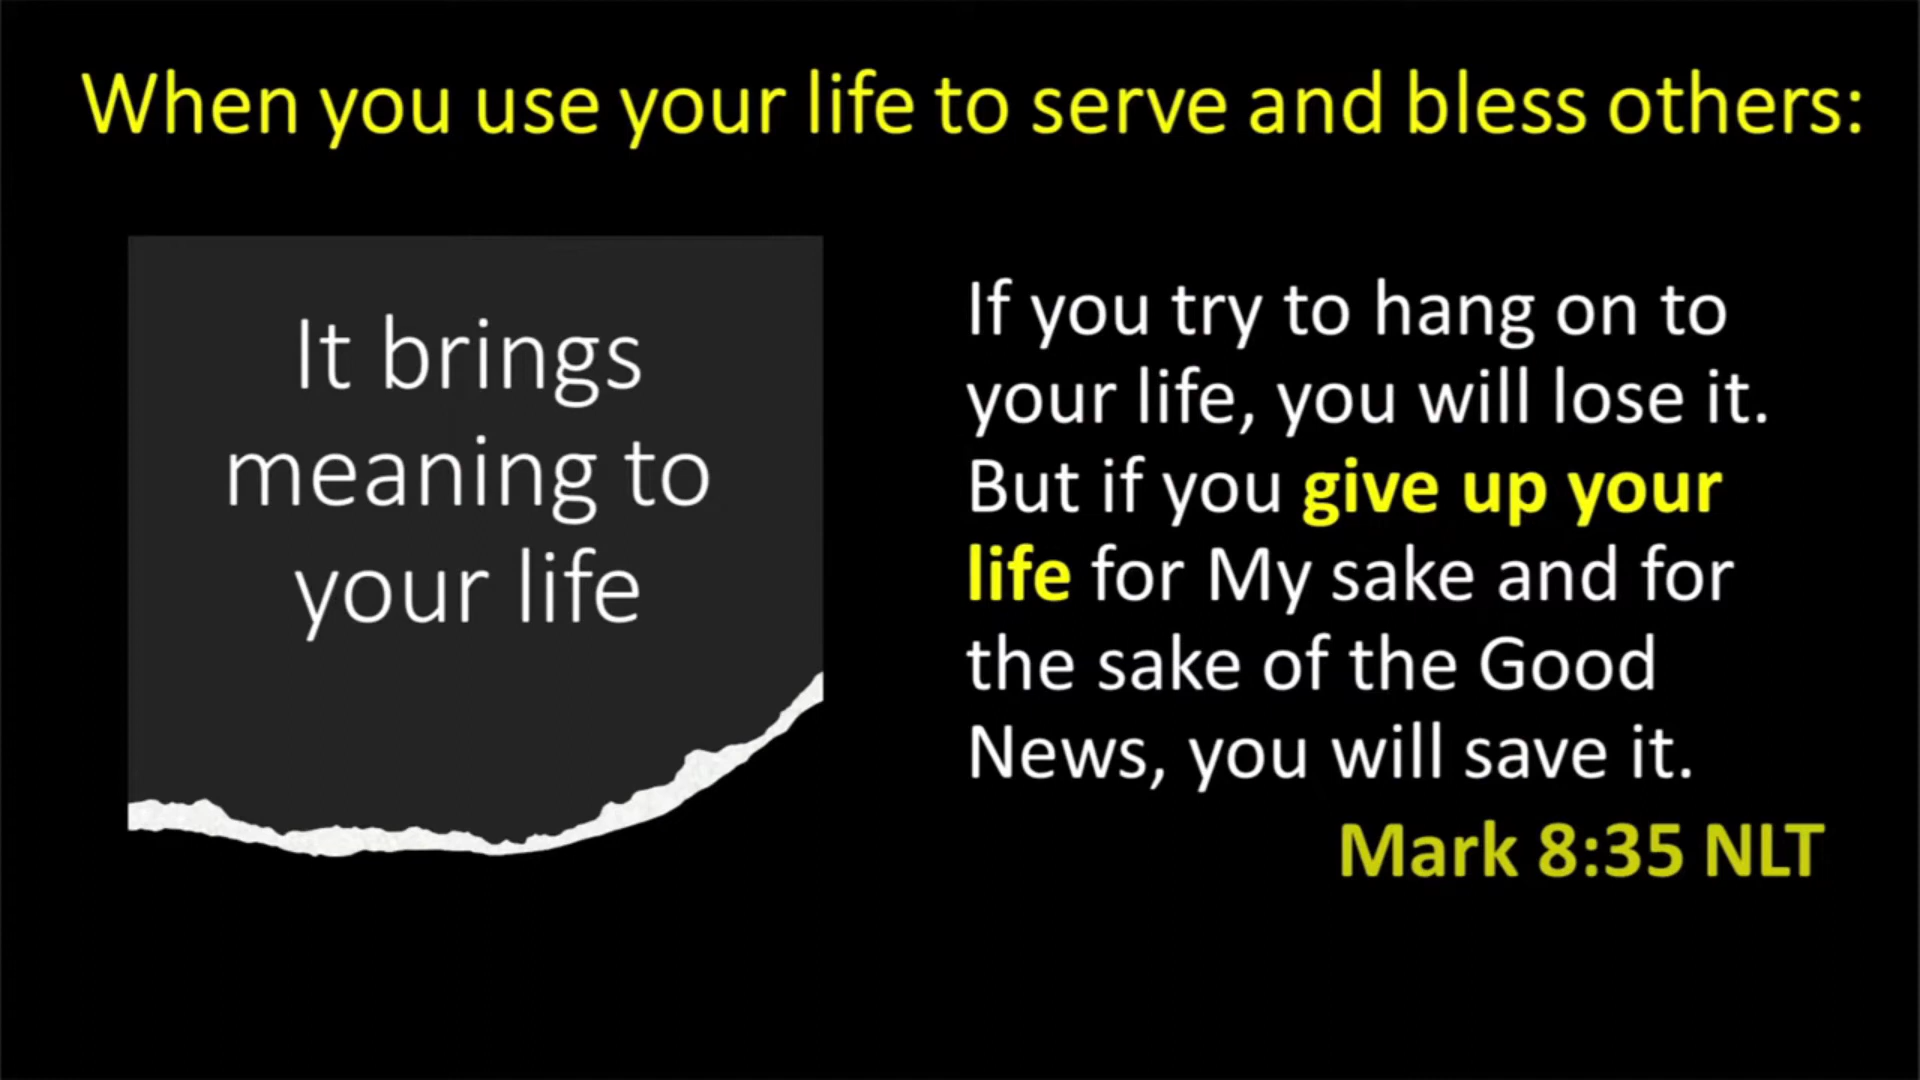 When you use your life to serve and bless others:
It brings
meaning to
your life
If you try to hang on to
your life, you will lose it.
But if you give up your
life for My sake and for
the sake of the Good
News, you will save it.
Mark 8:35 NLT